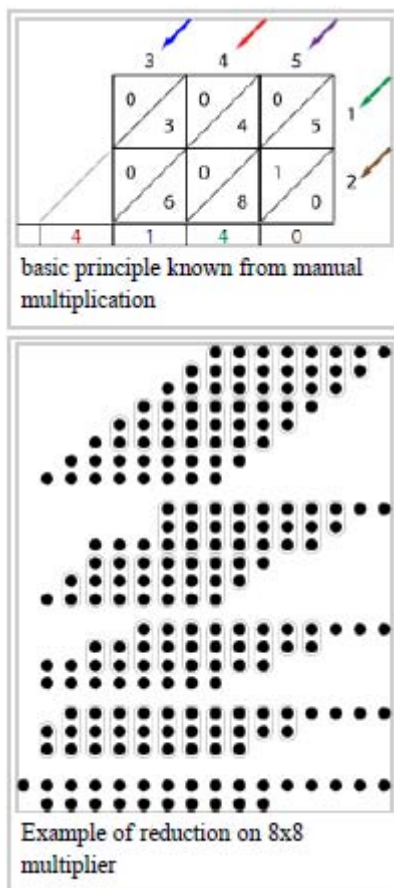 3 4 5
0 0 0
3 4 5 1
0 0 1
6 8 0 2
4 1 4 0
basic principle known from manual
multiplication
Example of reduction on 8x8
multiplier